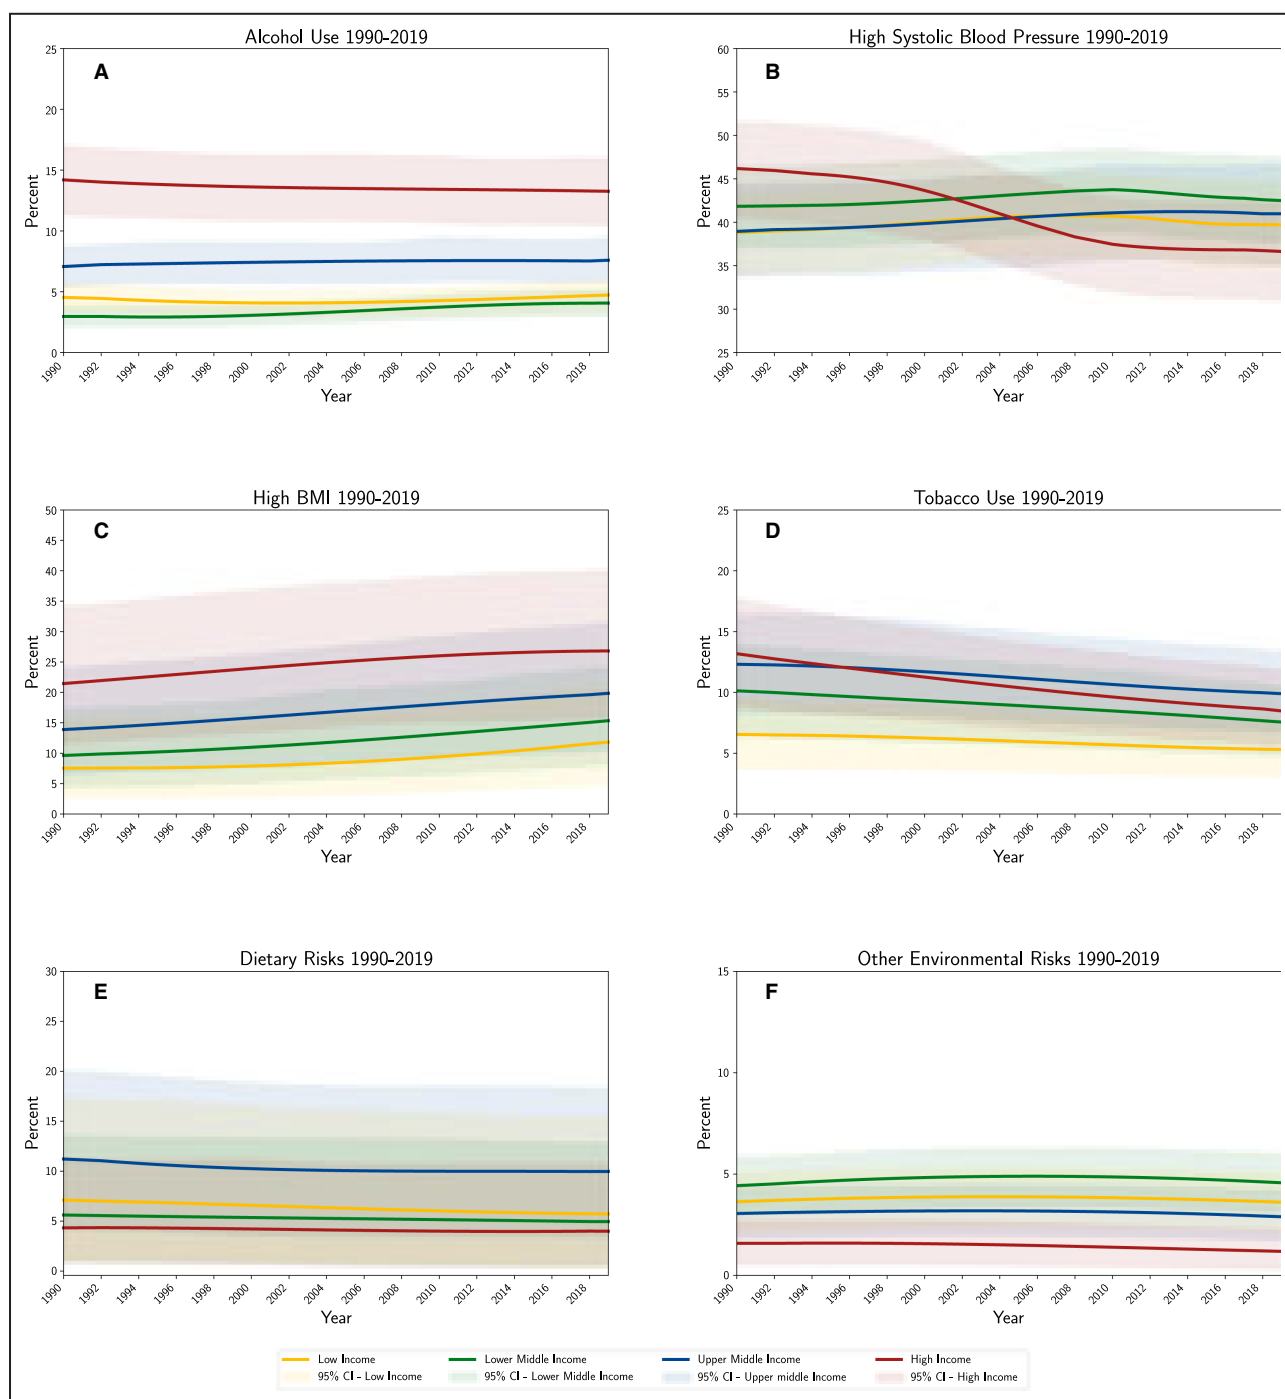 Alcohol Use 1990-2019
High Systolic Blood Pressure 1990-2019
A
B
Percent
25
20
15
10
5
0
1990 1992 1994 1996 1998 2000 2002 2004 2006 2008 2010 2012 2014 2016 2018
Year
Percent
60
55
50
45
40
35
30
25
1990 1992 1994 1996 1998 2000 2002 2004 2006 2008 2010 2012 2014 2016 2018
Year
High BMI 1990-2019
Tobacco Use 1990-2019
C
D
Percent
50
45
40
35
30
25
20
15
10
5
0
1990 1992 1994 1996 1998 2000 2002 2004 2006 2008 2010 2012 2014 2016 2018
Year
Percent
25
20
15
10
5
0
1990 1992 1994 1996 1998 2000 2002 2004 2006 2008 2010 2012 2014 2016 2018
Year
Dietary Risks 1990-2019
Other Environmental Risks 1990-2019
E
F
Percent
30
25
20
15
10
5
0
1990 1992 1994 1996 1998 2000 2002 2004 2006 2008 2010 2012 2014 2016 2018
Year
Percent
15
10
5
0
1990 1992 1994 1996 1998 2000 2002 2004 2006 2008 2010 2012 2014 2016 2018
Year
Low Income Lower Middle Income Upper Middle Income High Income
95% CI - Low Income 95% CI - Lower Middle Income 95% CI - Upper middle Income 95% CI - High Income